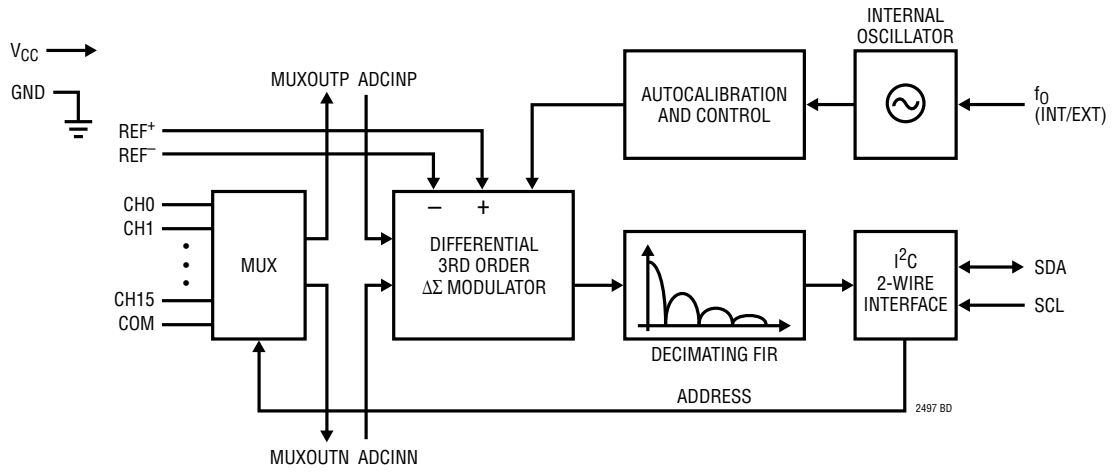 INTERNAL
OSCILLATOR
VCC
GND
MUXOUTP ADCINP
AUTOCALIBRATION
AND CONTROL
fO
(INT/EXT)
REF+
REF–
CH0
CH1
•
•
•
CH15
COM
MUX
– +
DIFFERENTIAL
3RD ORDER
ΔΣ MODULATOR
DECIMATING FIR
I2C
2-WIRE
INTERFACE
SDA
SCL
ADDRESS
2497 BD
MUXOUTN ADCINN